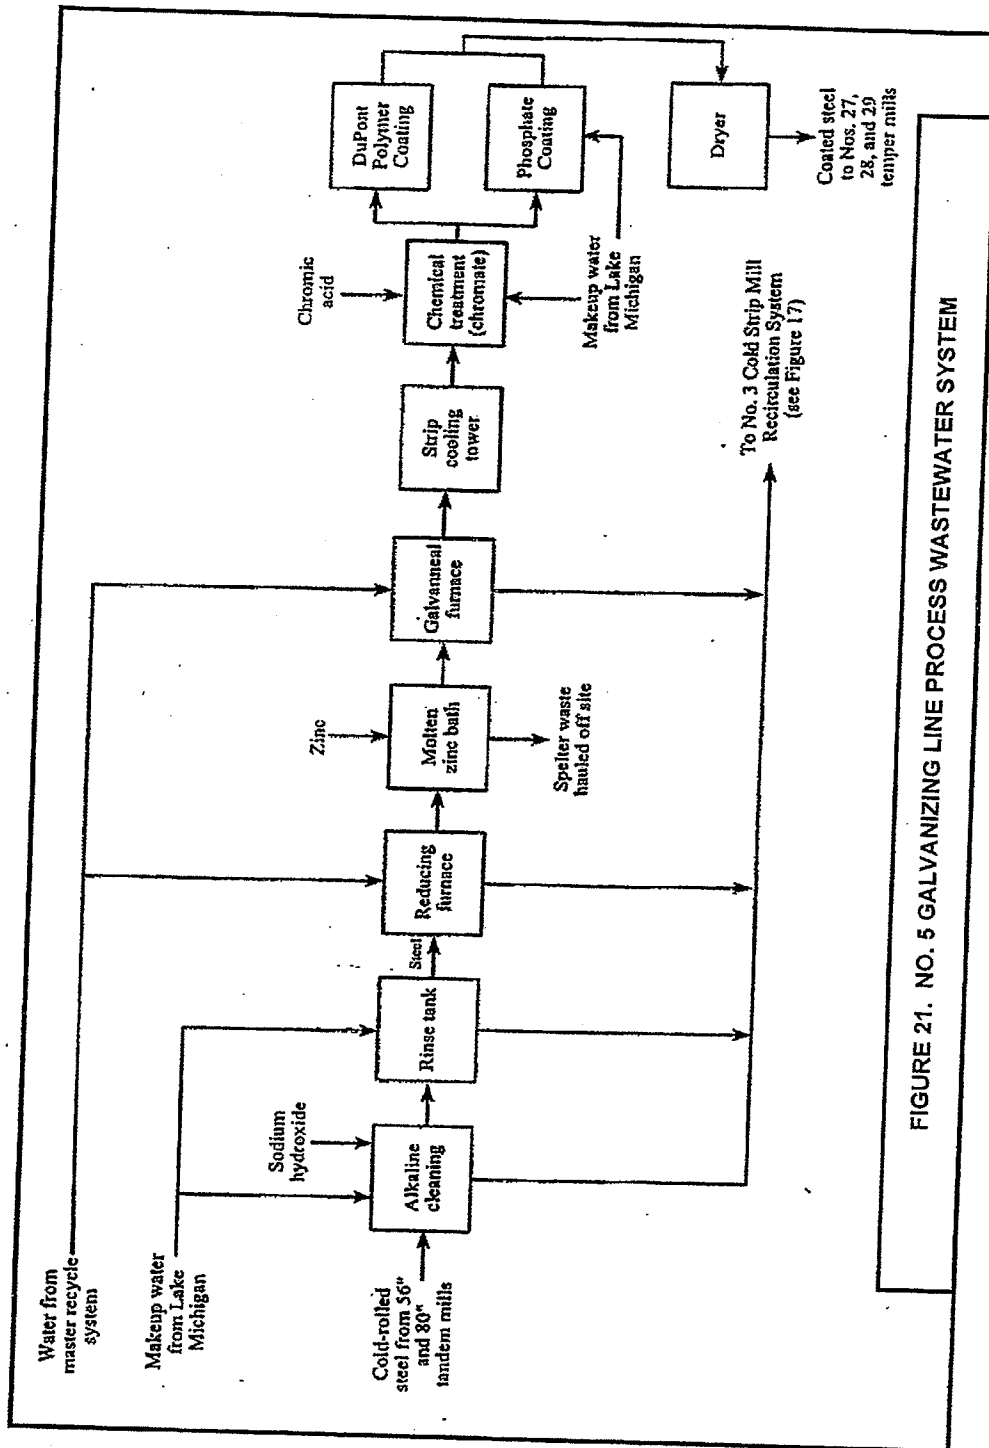 Water from
master recycle
system
Makeup water
from Lake
Michigan
Cold-rolled
steel from 56"
and 80"
tandem mills
Sodium
hydroxide
Alkaline
cleaning
Rinse tank
Steel
Reducing
furnace
Zinc
Molten
zinc bath
Spelter waste
hauled off site
Galvanneal
furnace
Strip
cooling
tower
Chromic
acid
Chemical
treatment
(chromate)
Makeup water
from Lake
Michigan
DuPont
Polymer
Coating
Phosphate
Coating
Dryer
Coated steel
to Nos. 27,
28, and 29
temper mills
To No. 3 Cold Strip Mill
Recirculation System
(see Figure 17)
FIGURE 21. NO. 5 GALVANIZING LINE PROCESS WASTEWATER SYSTEM